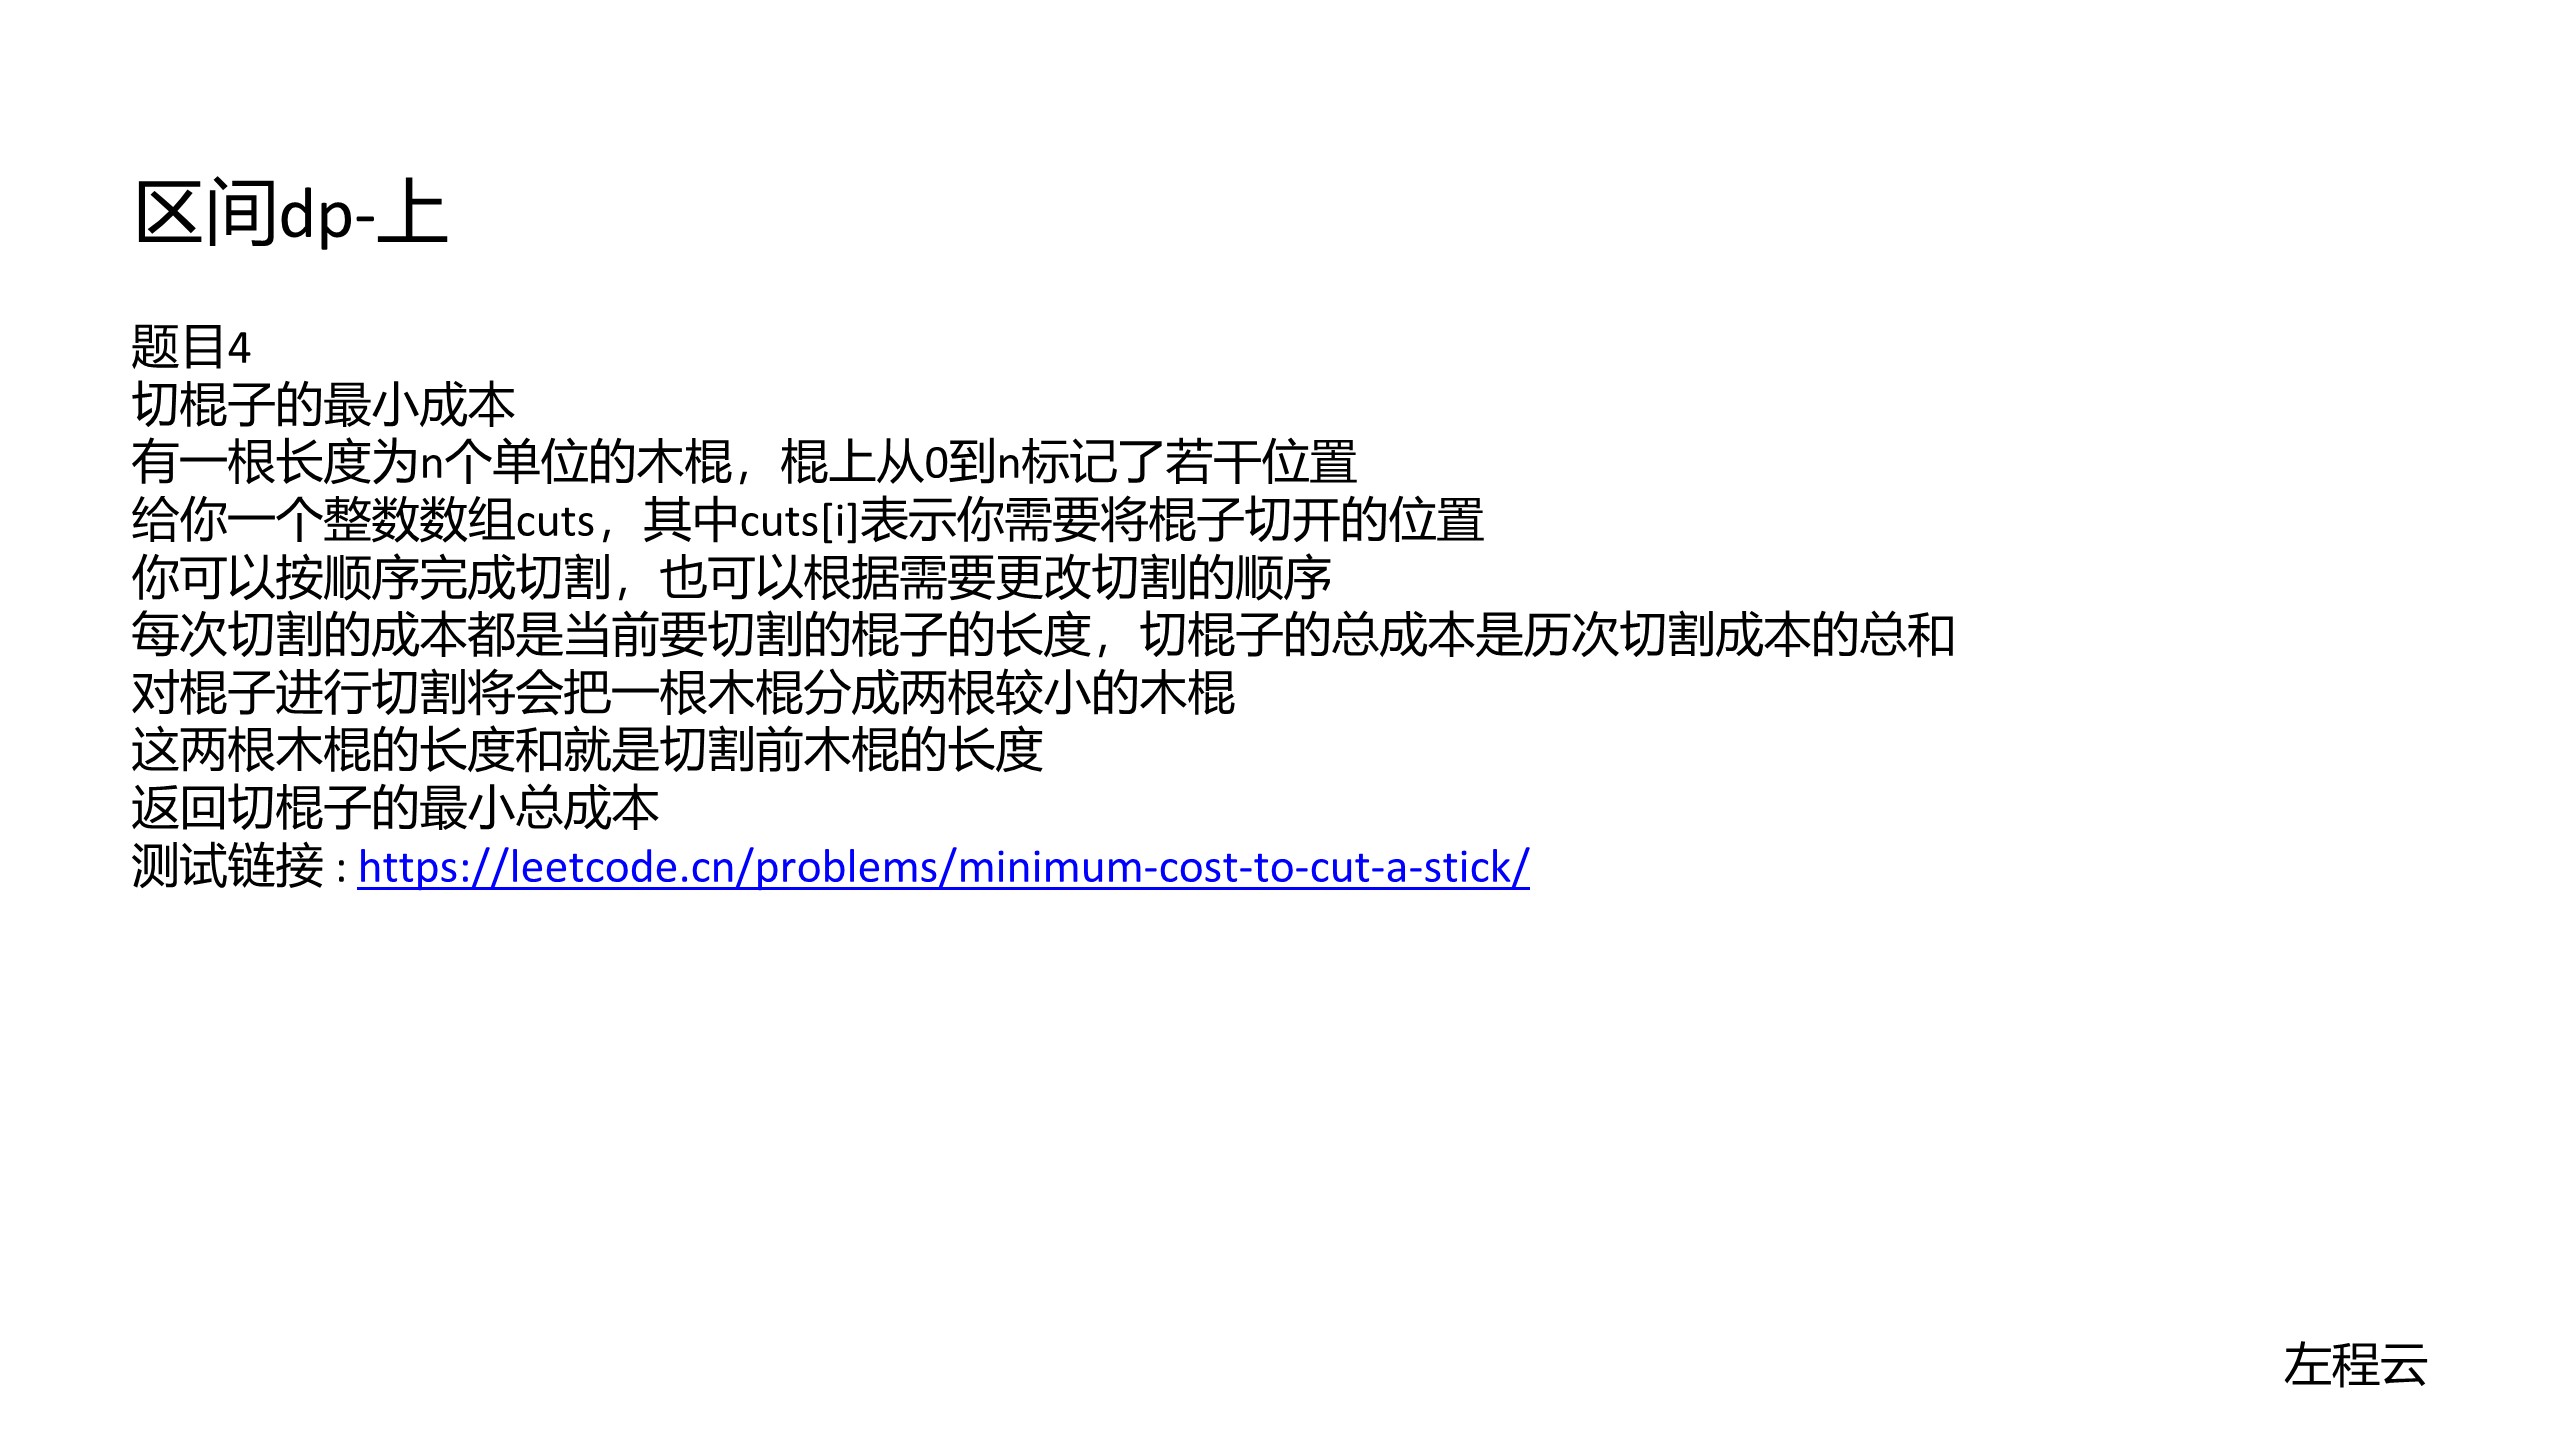 区间dp-上
题目4
切棍子的最小成本
有一根长度为n个单位的木棍，棍上从0到n标记了若干位置
给你一个整数数组cuts，其中cuts[i]表示你需要将棍子切开的位置
你可以按顺序完成切割，也可以根据需要更改切割的顺序
每次切割的成本都是当前要切割的棍子的长度，切棍子的总成本是历次切割成本的总和
对棍子进行切割将会把一根木棍分成两根较小的木棍
这两根木棍的长度和就是切割前木棍的长度
返回切棍子的最小总成本
测试链接 : https://leetcode.cn/problems/minimum-cost-to-cut-a-stick/
左程云